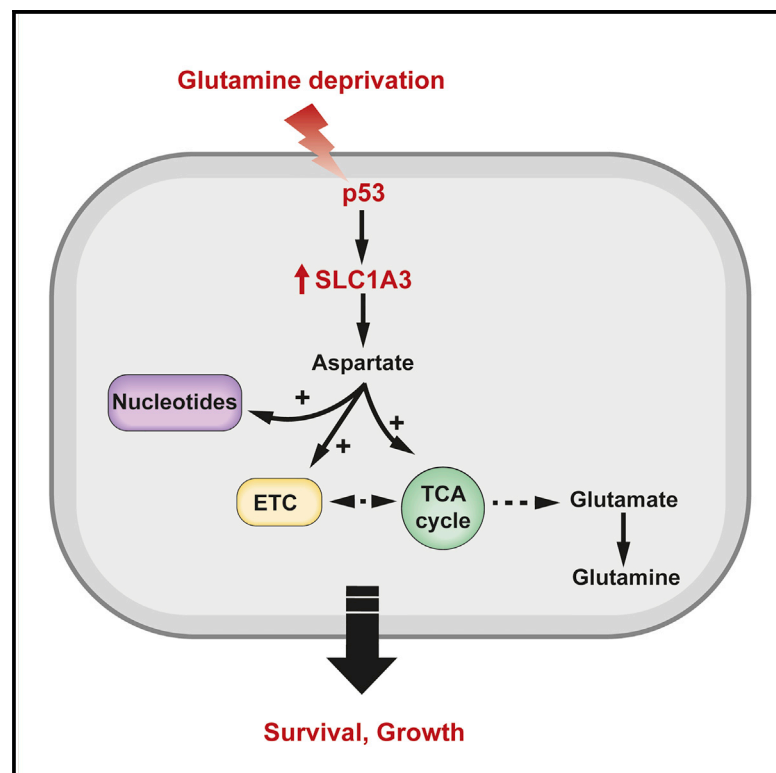 Glutamine deprivation
p53
SLC1A3
Aspartate
Nucleotides
+
+
+
ETC
TCA
cycle
Glutamate
Glutamine
Survival, Growth